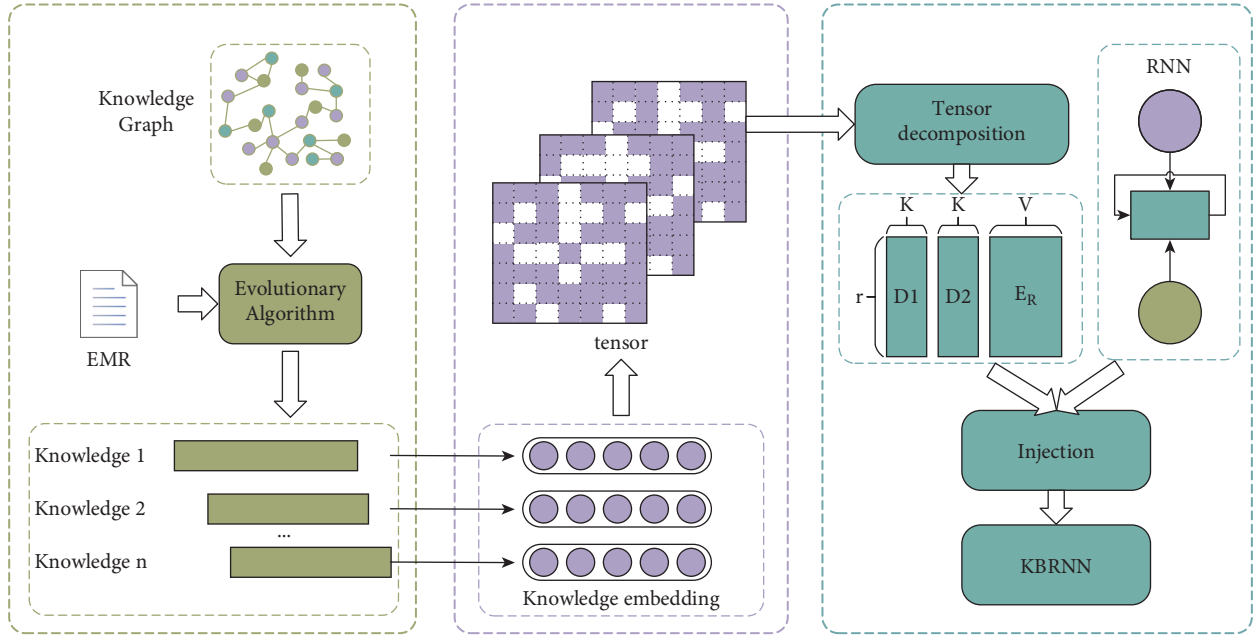 Knowledge
Graph
EMR
Evolutionary
Algorithm
Knowledge 1
Knowledge 2
...
Knowledge n
tensor
Knowledge embedding
Tensor
decomposition
K
K
V
r
D1
D2
E_R
RNN
Injection
KBRNN